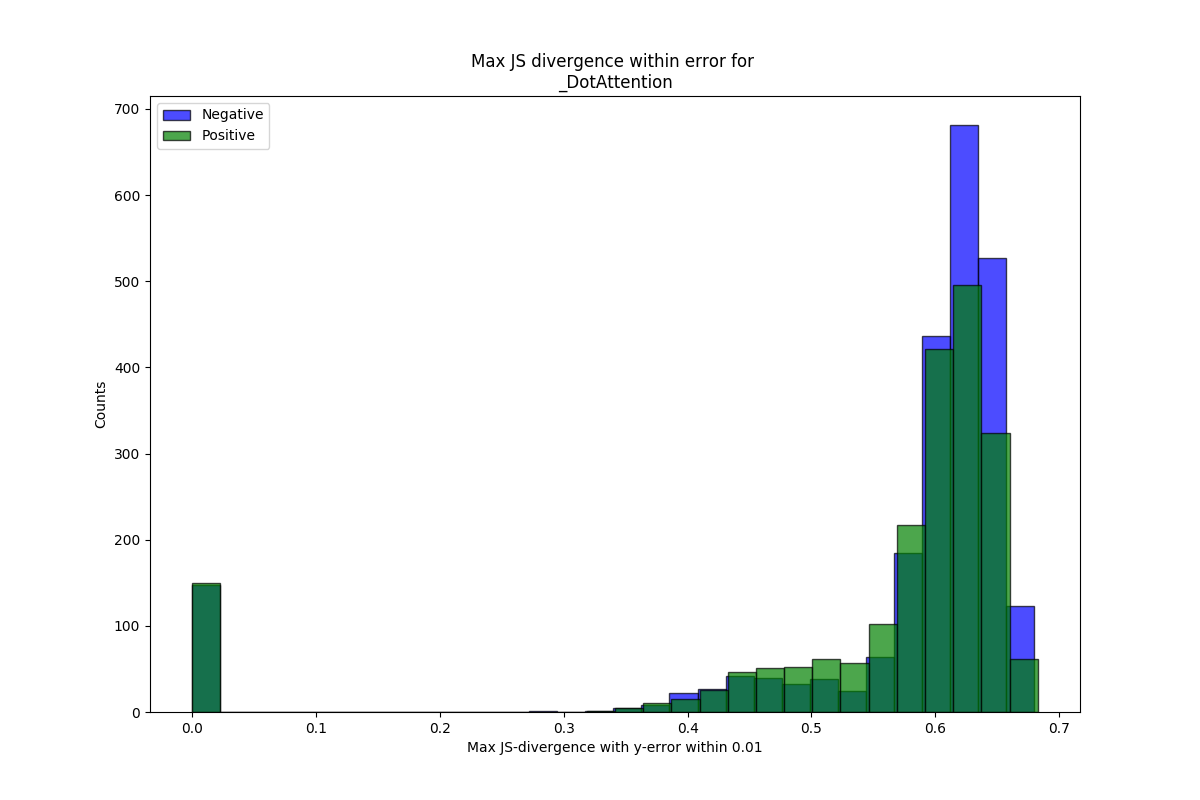 Max JS divergence within error for
_DotAttention
Negative
Positive
700
600
500
400
300
200
100
0
Counts
0.0 0.1 0.2 0.3 0.4 0.5 0.6 0.7
Max JS-divergence with y-error within 0.01